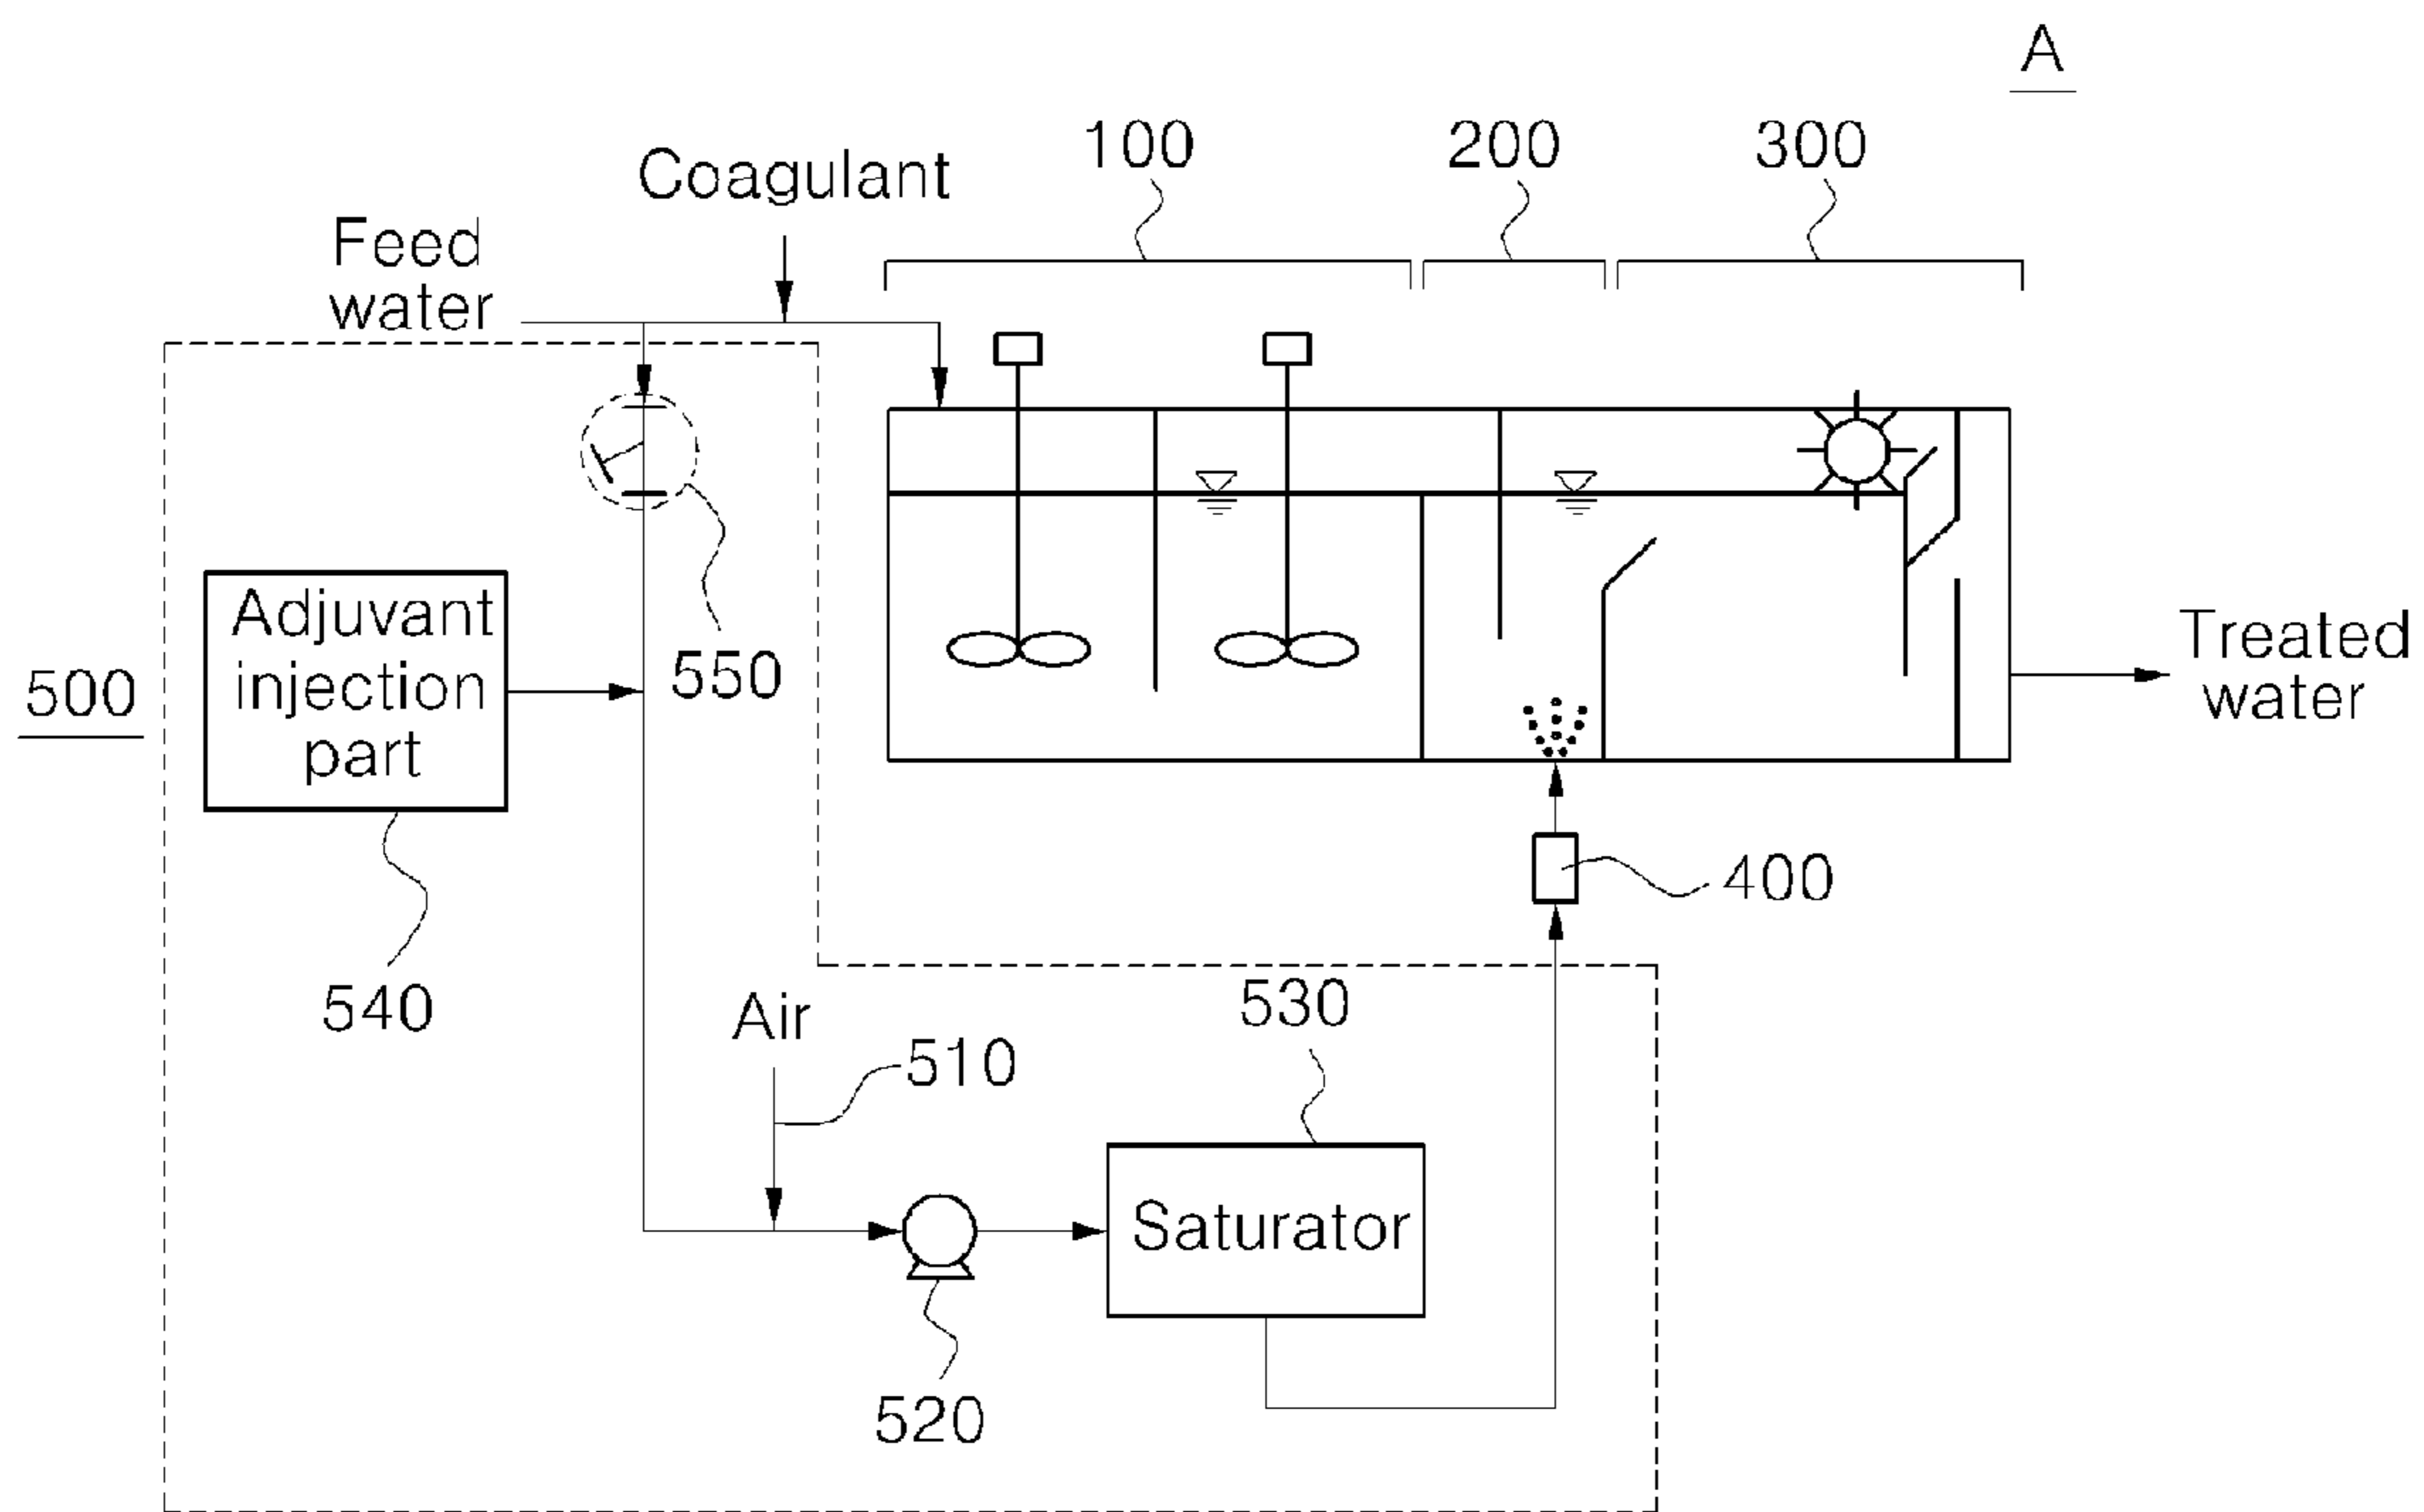 A
100
200
300
Coagulant
Feed
water
Adjuvant
injection
part
500
550
Treated
water
400
540
Air
510
530
Saturator
520